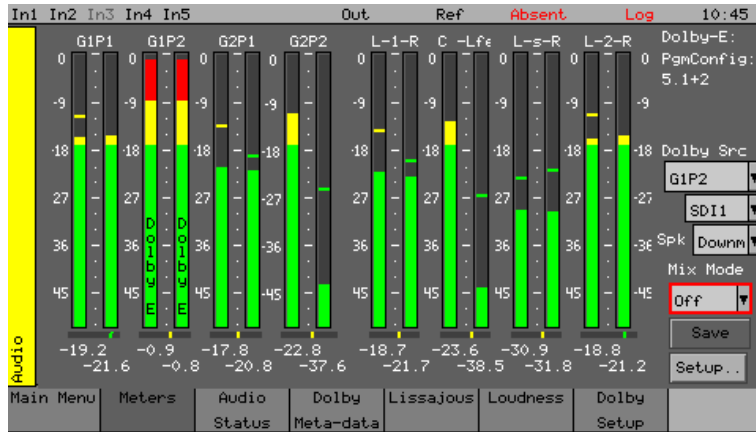 In1 In2 In3 In4 In5 Out Ref Absent Log 10:45
G1P1 G1P2 G2P1 G2P2 L-1-R C -Lfe L-s-R L-2-R Dolby-E:
0 0 0 0 0 0 0 0 0 PgmConfig:
5.1+2
-9 -9 -9 -9 -9 -9 -9 -9 -9
-18 -18 -18 -18 -18 -18 -18 -18 -18 Dolby Src
G1P2
27 27 27 -27 27 27 27 27 -27
SDI1
36 36 36 36 36 36 36 36 -36 Spk Downm
Dolby E Dolby E
Mix Mode
45 45 45 -45 45 45 45 45 -45 Off
Save
-19.2 -0.9 -17.8 -22.8 -18.7 -23.6 -30.9 -18.8
-21.6 -0.8 -20.8 -37.6 -21.7 -38.5 -31.8 -21.2 Setup..
Audio
Main Menu Meters Audio Status Dolby Meta-data Lissajous Loudness Dolby Setup